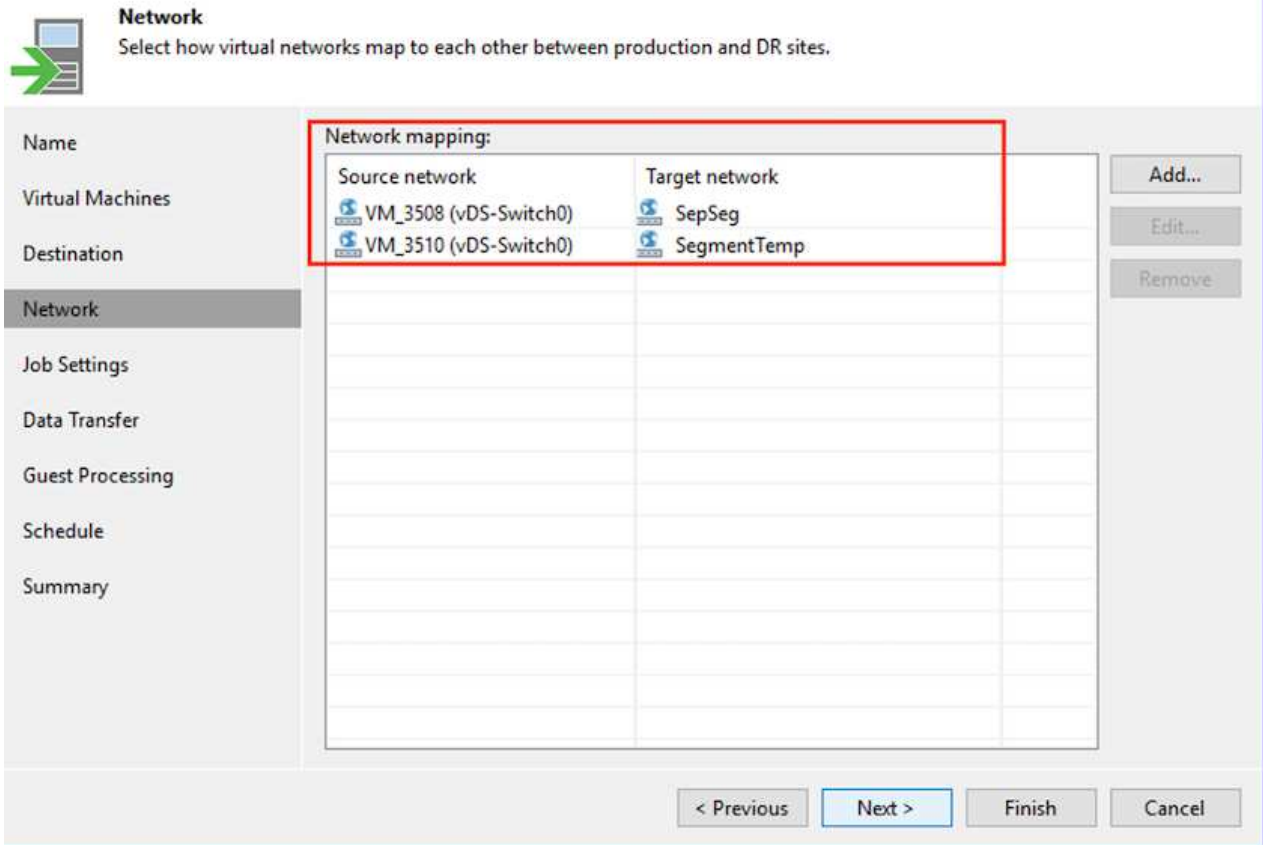 Network
Select how virtual networks map to each other between production and DR sites.
Name
Virtual Machines
Destination
Network
Job Settings
Data Transfer
Guest Processing
Schedule
Summary
Network mapping:
Source network Target network
VM_3508 (vDS-Switch0) SepSeg
VM_3510 (vDS-Switch0) SegmentTemp
Add...
Edit...
Remove
< Previous Next > Finish Cancel